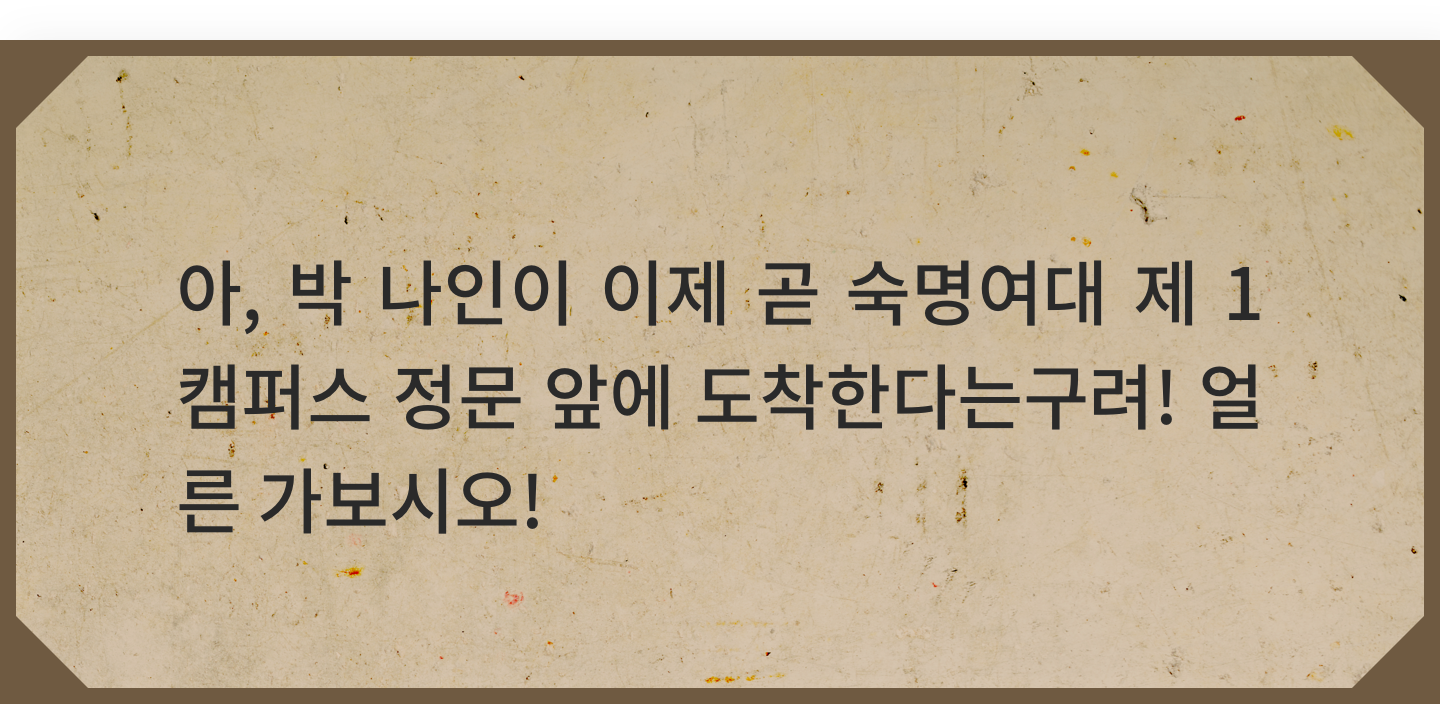 아, 박 나인이 이제 곧 숙명여대 제 1
캠퍼스 정문 앞에 도착한다는구려! 얼
른 가보시오!